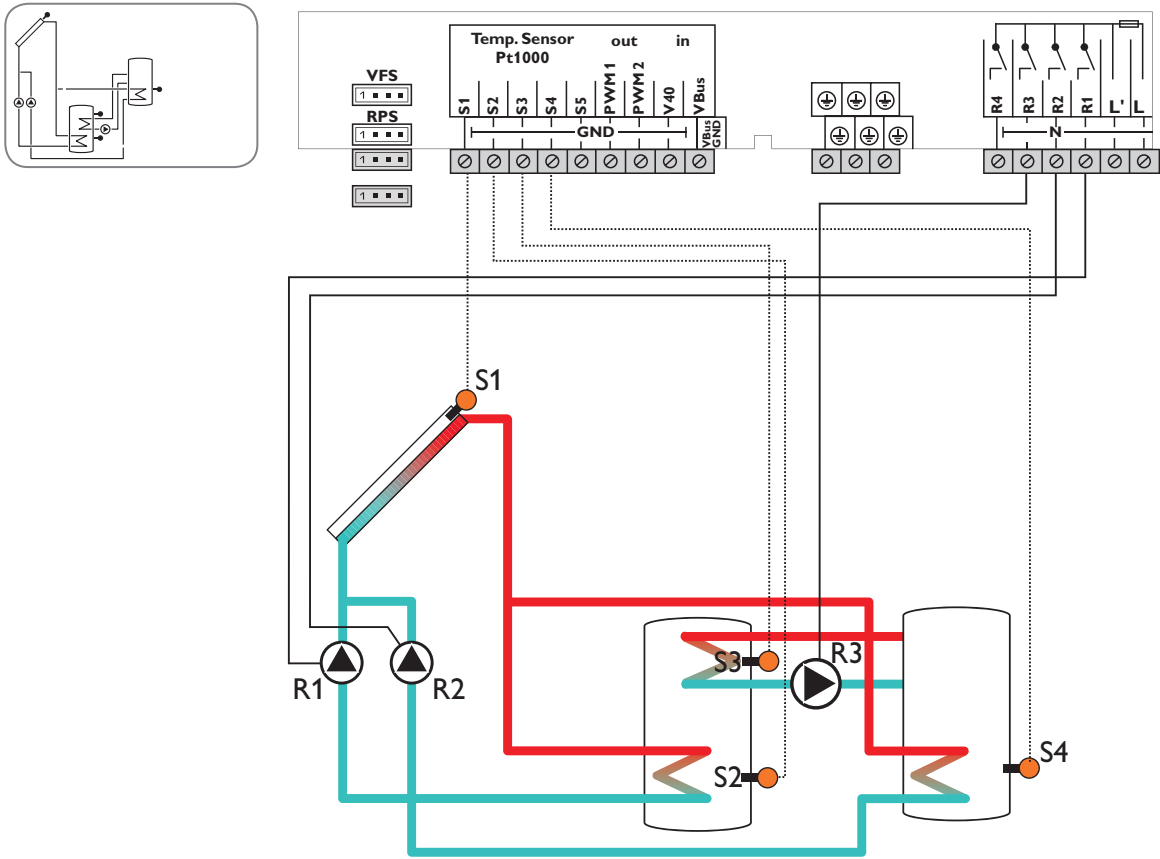 Temp. Sensor out in
Pt1000
VFS
1
RPS
1
1
1
S1 S2 S3 S4 S5 PWM 1 PWM 2 V40 VBus
GND
VBus
GND
R4 R3 R2 R1 L' L
N
S1
R1
R2
S3
R3
S2
S4